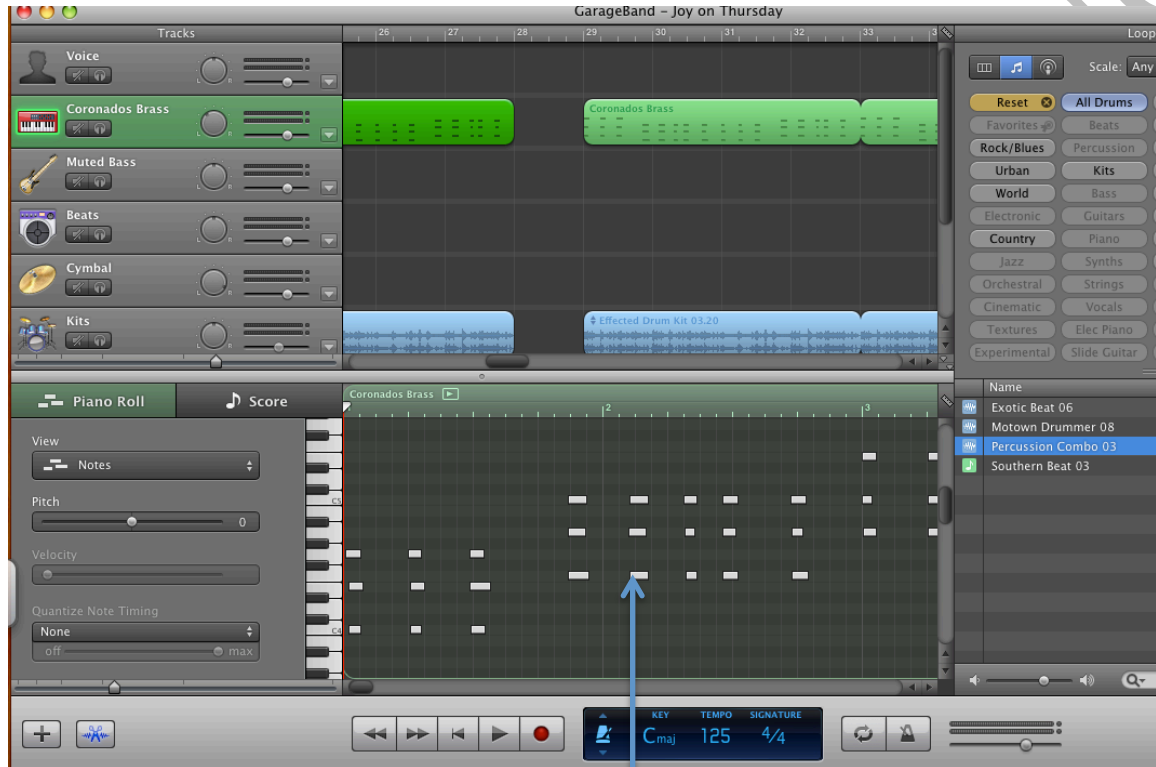 GarageBand – Joy on Thursday
Tracks
26 27 28 29 30 31 32 33 3
Loop
Voice
Scale: Any
Coronados Brass
Coronados Brass
Reset
All Drums
Favorites
Beats
Rock/Blues
Percussion
Muted Bass
Urban
Kits
World
Bass
Beats
Electronic
Guitars
Country
Piano
Jazz
Synths
Cymbal
Orchestral
Strings
Cinematic
Vocals
Kits
Effected Drum Kit 03.20
Textures
Elec Piano
Experimental
Slide Guitar
Piano Roll
Score
Coronados Brass
2 3
Name
Exotic Beat 06
Motown Drummer 08
Percussion Combo 03
Southern Beat 03
View
Notes
Pitch
0
C5
Velocity
Quantize Note Timing
None
C4
off max
KEY TEMPO SIGNATURE
Cmaj 125 4/4